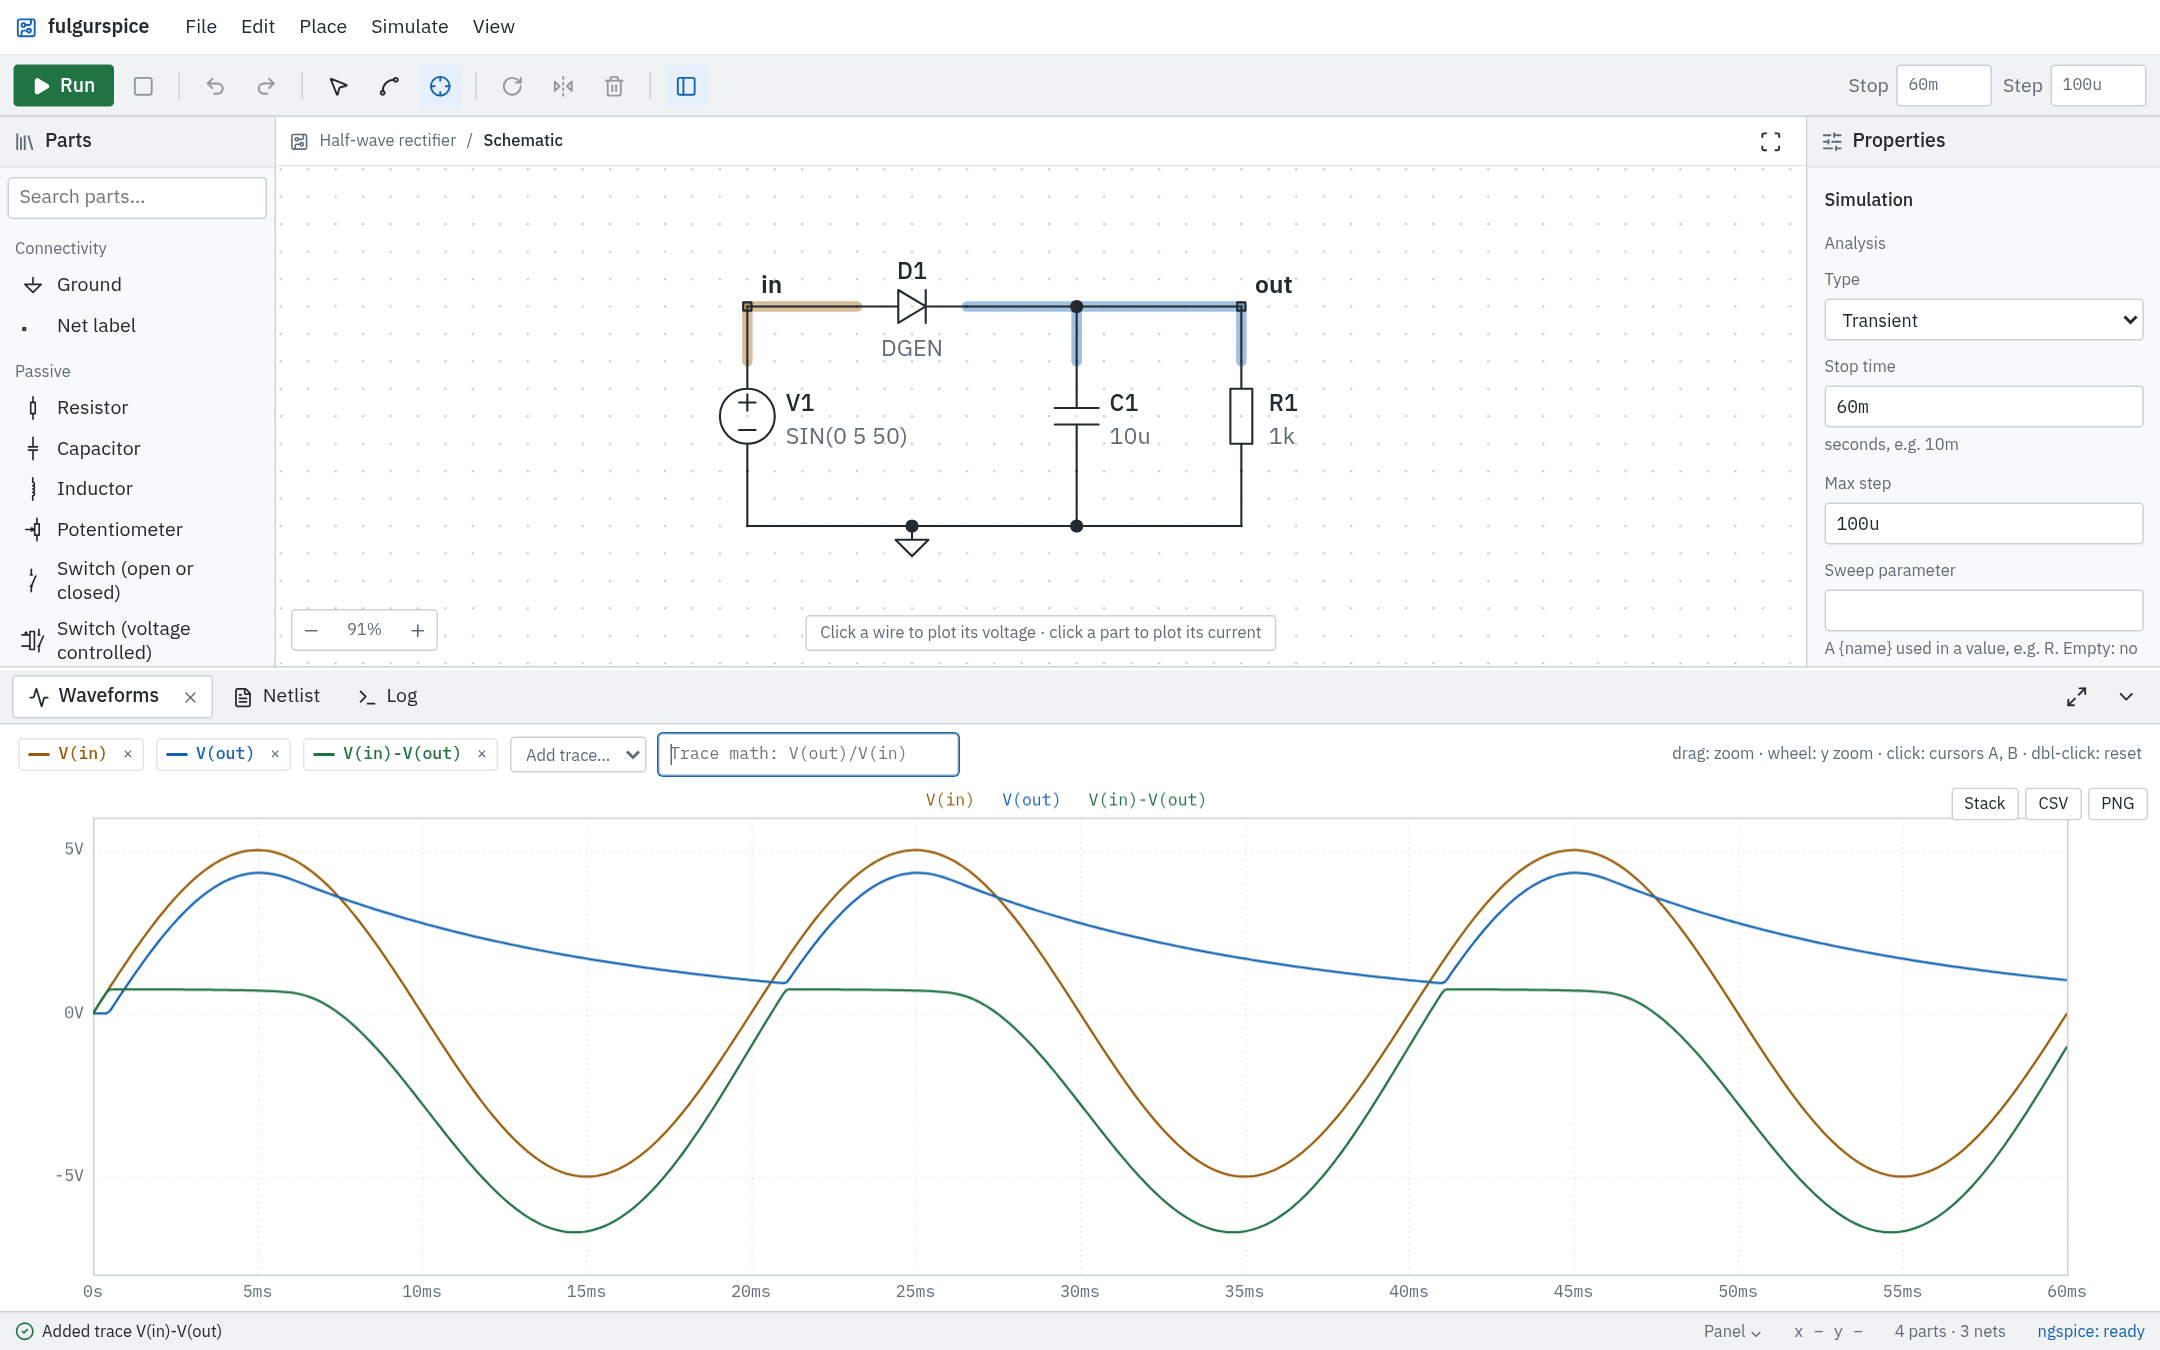 fulgurspice File Edit Place Simulate View
Run Stop 60m Step 100u
Parts
Search parts...
Connectivity
Ground
Net label
Passive
Resistor
Capacitor
Inductor
Potentiometer
Switch (open or
closed)
Switch (voltage
controlled)
Half-wave rectifier / Schematic
in D1 out
DGEN
V1 C1 R1
SIN(0 5 50) 10u 1k
91%
Click a wire to plot its voltage · click a part to plot its current
Properties
Simulation
Analysis
Type
Transient
Stop time
60m
seconds, e.g. 10m
Max step
100u
Sweep parameter
A {name} used in a value, e.g. R. Empty: no
Waveforms × Netlist Log
V(in) × V(out) × V(in)-V(out) × Add trace... Trace math: V(out)/V(in) drag: zoom · wheel: y zoom · click: cursors A, B · dbl-click: reset
V(in) V(out) V(in)-V(out)
Stack CSV PNG
5V
0V
-5V
0s 5ms 10ms 15ms 20ms 25ms 30ms 35ms 40ms 45ms 50ms 55ms 60ms
Added trace V(in)-V(out) Panel x – y – 4 parts · 3 nets ngspice: ready